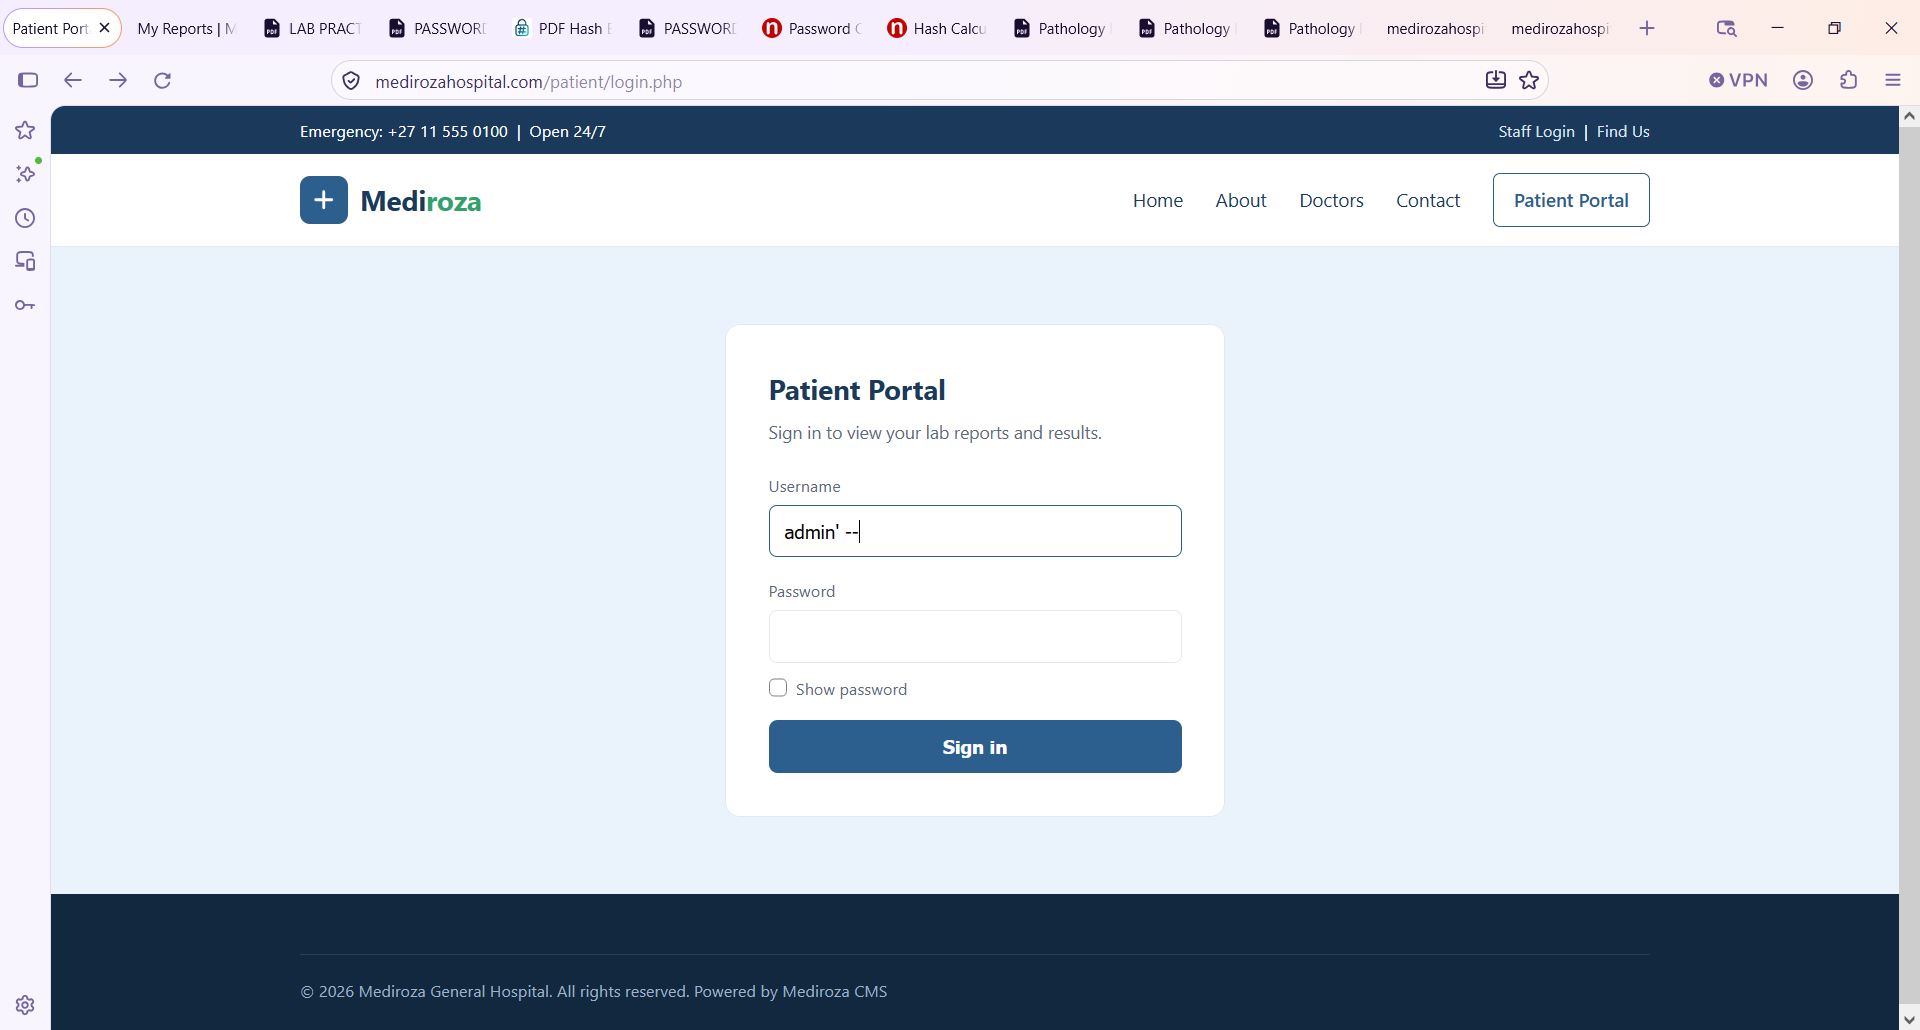 Patient Port
My Reports | M
LAB PRACT
PASSWORD
PDF Hash E
PASSWORD
Password C
Hash Calcu
Pathology
Pathology
Pathology
medirozahospi
medirozahospi
medirozahospital.com/patient/login.php
VPN
Emergency: +27 11 555 0100 | Open 24/7
Staff Login | Find Us
Mediroza
Home
About
Doctors
Contact
Patient Portal
Patient Portal
Sign in to view your lab reports and results.
Username
admin' --
Password
Show password
Sign in
© 2026 Mediroza General Hospital. All rights reserved. Powered by Mediroza CMS